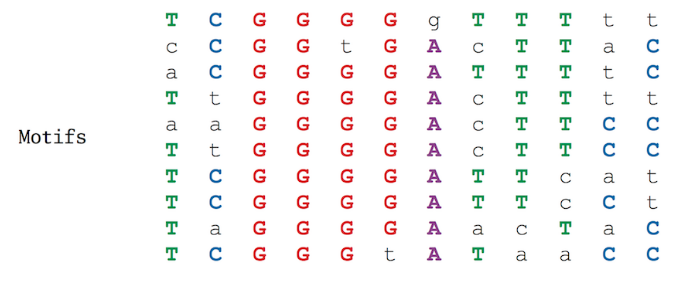 T C G G G G g T T T t t
c C G G t G A c T T a C
a C G G G G A T T T t C
T t G G G G A c T T t t
a a G G G G A c T T C C
Motifs
T t G G G G A c T T C C
T C G G G G A T T c a t
T C G G G G A T T c C t
T a G G G G A a c T a C
T C G G G t A T a a C C